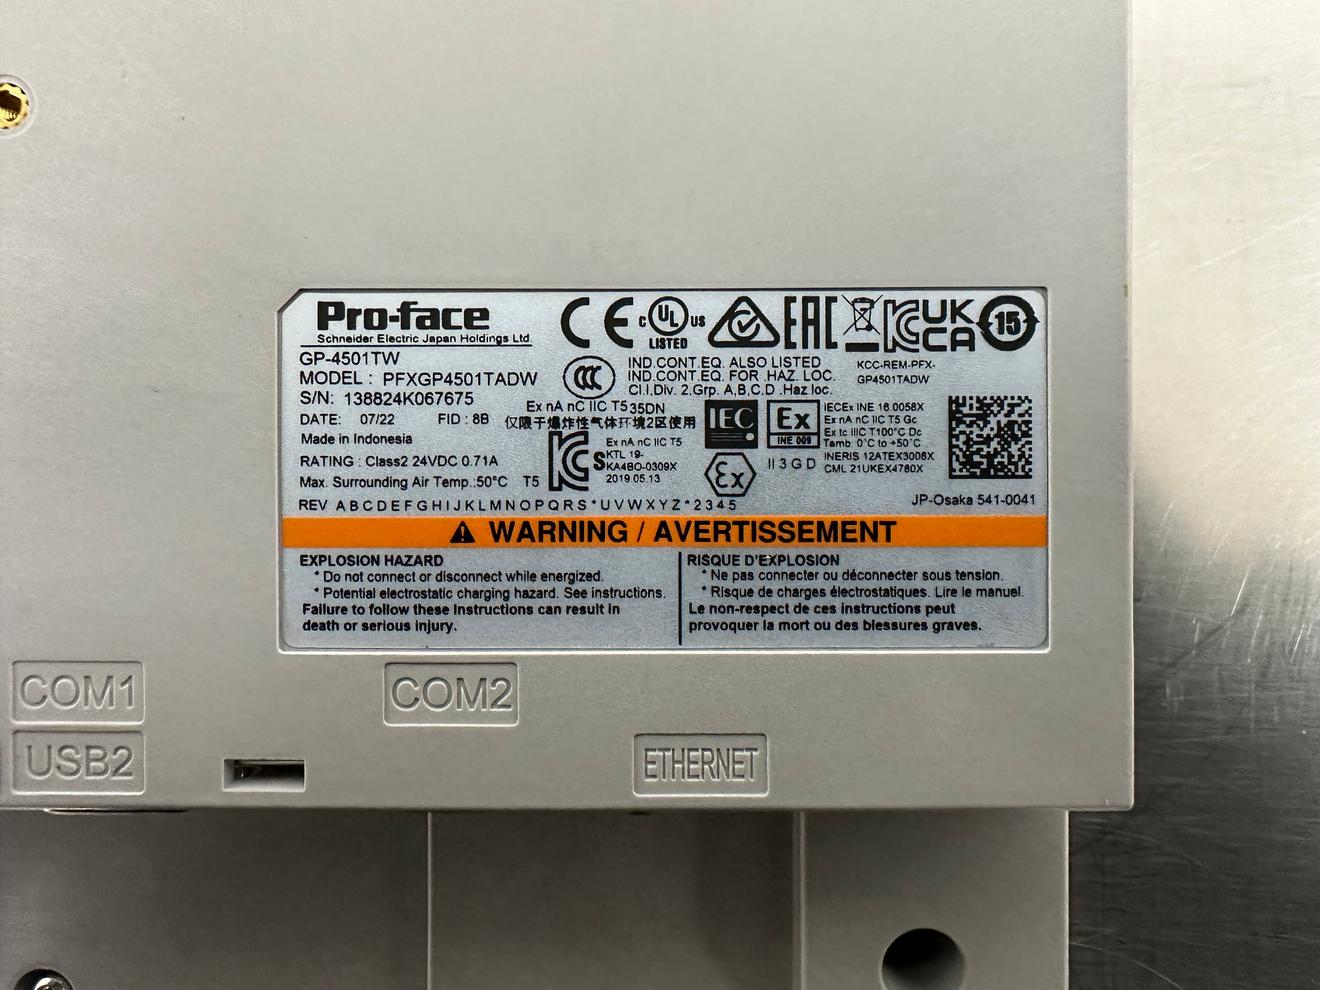 Pro-face
Schneider Electric Japan Holdings Ltd.
GP-4501TW
MODEL : PFXGP4501TADW
S/N: 138824K067675
DATE: 07/22 FID : 8B
Made in Indonesia
RATING : Class2 24VDC 0.71A
Max. Surrounding Air Temp.:50°C T5
REV A B C D E F G H I J K L M N O P Q R S * U V W X Y Z * 2 3 4 5
CE
C UL US
LISTED
EAC
KC
UK
CA
15
CCC
IND.CONT.EQ. ALSO LISTED
IND.CONT.EQ. FOR .HAZ. LOC.
Cl.I,Div. 2,Grp. A,B,C,D .Haz loc.
KCC-REM-PFX-
GP4501TADW
Ex nA nC IIC T5 35DN
仅限于爆炸性气体环境2区使用
KCs
Ex nA nC IIC T5
KTL 19-
KA4BO-0309X
2019.05.13
IEC
Ex
INE 009
Ex
II 3 G D
IECEx INE 16.0058X
Ex nA nC IIC T5 Gc
Ex tc IIIC T100°C Dc
Tamb 0°C to +50°C
INERIS 12ATEX3008X
CML 21UKEX4780X
JP-Osaka 541-0041
WARNING / AVERTISSEMENT
EXPLOSION HAZARD
* Do not connect or disconnect while energized.
* Potential electrostatic charging hazard. See instructions.
Failure to follow these Instructions can result in
death or serious injury.
RISQUE D'EXPLOSION
* Ne pas connecter ou déconnecter sous tension.
* Risque de charges électrostatiques. Lire le manuel.
Le non-respect de ces instructions peut
provoquer la mort ou des blessures graves.
COM1
COM2
USB2
ETHERNET